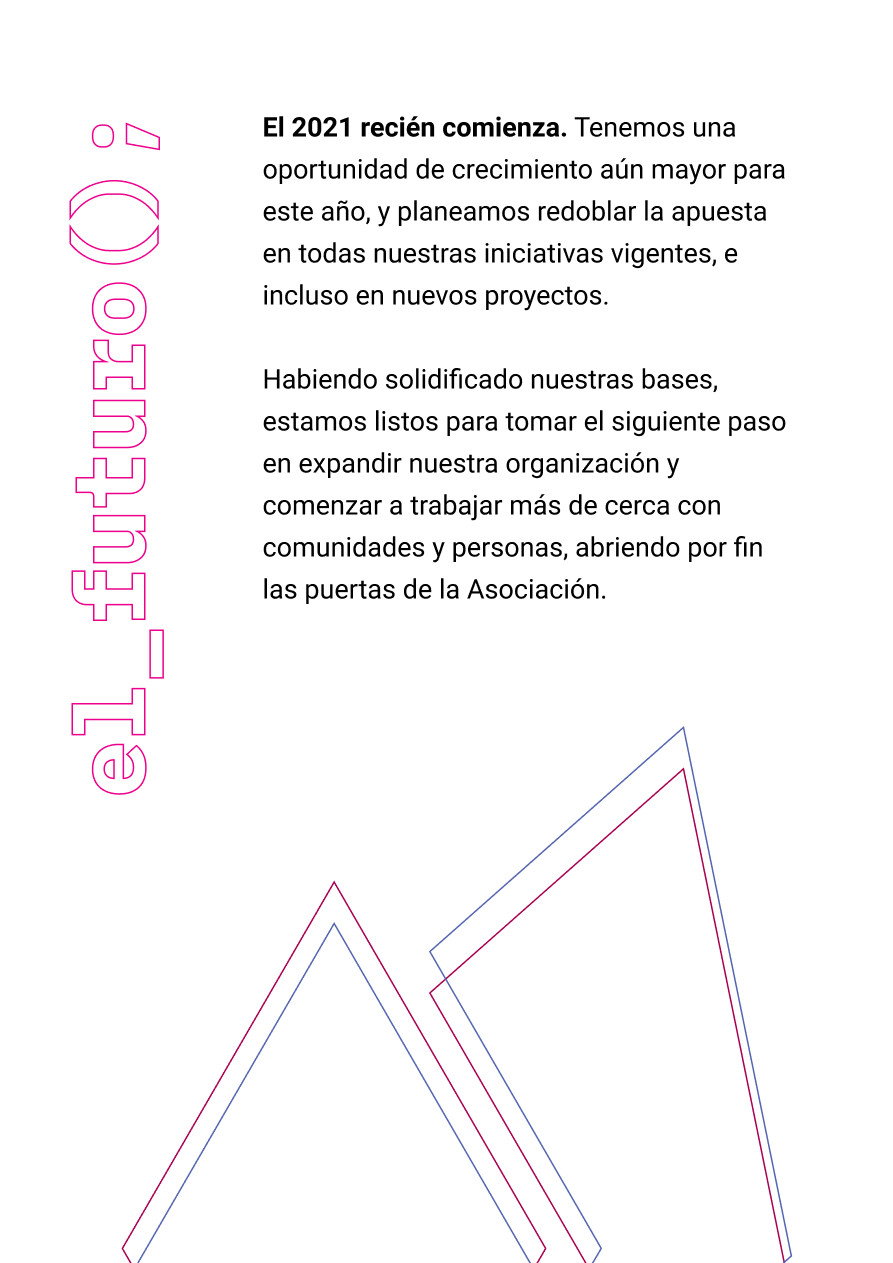 el_futuro();
El 2021 recién comienza. Tenemos una
oportunidad de crecimiento aún mayor para
este año, y planeamos redoblar la apuesta
en todas nuestras iniciativas vigentes, e
incluso en nuevos proyectos.
Habiendo solidificado nuestras bases,
estamos listos para tomar el siguiente paso
en expandir nuestra organización y
comenzar a trabajar más de cerca con
comunidades y personas, abriendo por fin
las puertas de la Asociación.